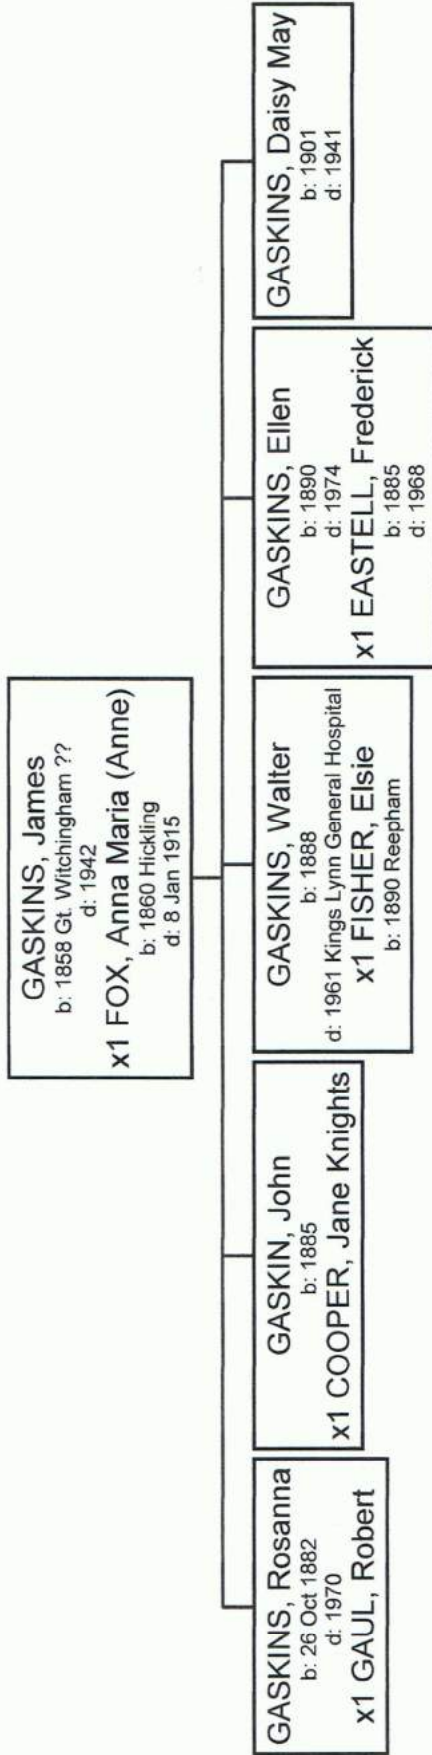 GASKINS, James
b: 1858 Gt. Witchingham ??
d: 1942
x1 FOX, Anna Maria (Anne)
b: 1860 Hickling
d: 8 Jan 1915
GASKINS, Rosanna
b: 26 Oct 1882
d: 1970
x1 GAUL, Robert
GASKIN, John
b: 1885
x1 COOPER, Jane Knights
GASKINS, Walter
b: 1888
d: 1961 Kings Lynn General Hospital
x1 FISHER, Elsie
b: 1890 Reepham
GASKINS, Ellen
b: 1890
d: 1974
x1 EASTELL, Frederick
b: 1885
d: 1968
GASKINS, Daisy May
b: 1901
d: 1941